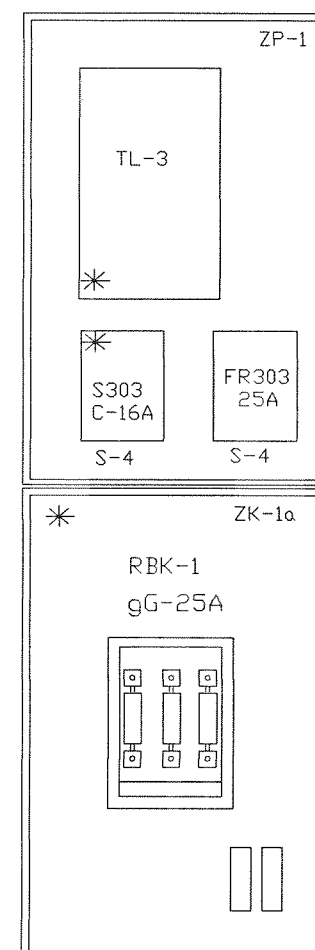 ZP-1
TL-3
S303
C-16A
FR303
25A
S-4
S-4
ZK-1a
RBK-1
gG-25A